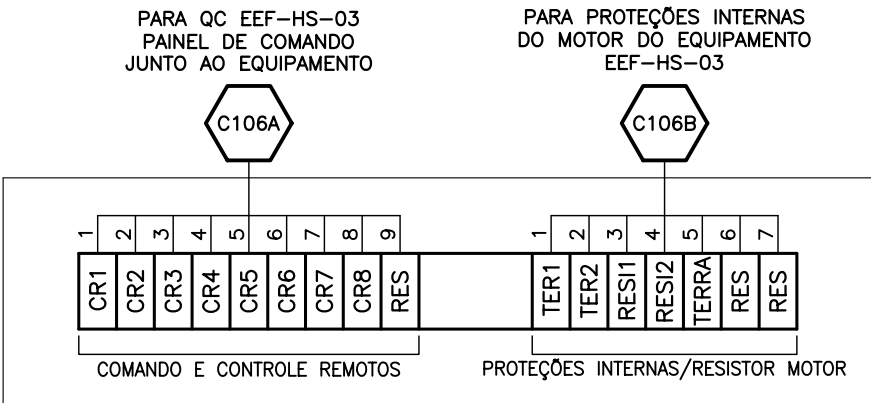 PARA QC EEF-HS-03
PAINEL DE COMANDO
JUNTO AO EQUIPAMENTO
PARA PROTEÇÕES INTERNAS
DO MOTOR DO EQUIPAMENTO
EEF-HS-03
C106A
C106B
1 2 3 4 5 6 7 8 9
1 2 3 4 5 6 7
CR1 CR2 CR3 CR4 CR5 CR6 CR7 CR8 RES
TER1 TER2 RESI1 RESI2 TERRA RES RES
COMANDO E CONTROLE REMOTOS
PROTEÇÕES INTERNAS/RESISTOR MOTOR